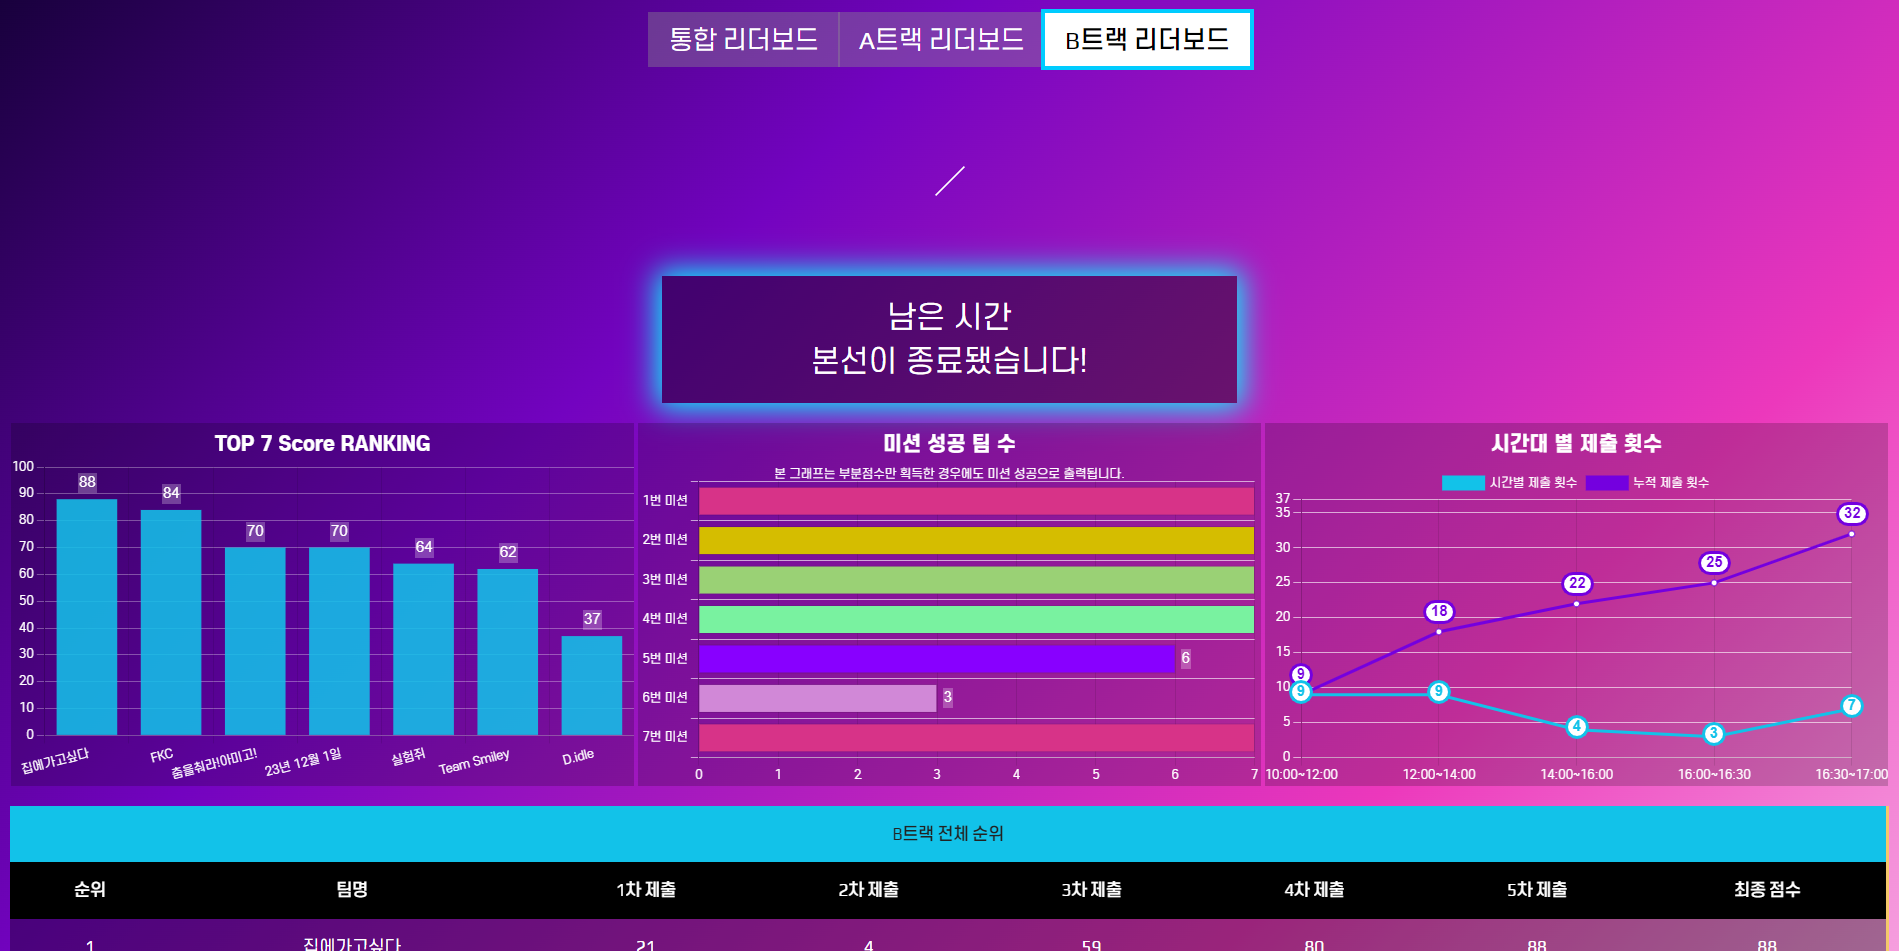 통합 리더보드
A트랙 리더보드
B트랙 리더보드
남은 시간
본선이 종료됐습니다!
TOP 7 Score RANKING
100
90
80
70
60
50
40
30
20
10
0
88
84
70
70
64
62
37
집에가고싶다
FKC
춤을춰라!아미고!
23년 12월 1일
실험쥐
Team Smiley
D.idle
미션 성공 팀 수
본 그래프는 부분점수만 획득한 경우에도 미션 성공으로 출력됩니다.
1번 미션
2번 미션
3번 미션
4번 미션
5번 미션
6
6번 미션
3
7번 미션
0 1 2 3 4 5 6 7
시간대 별 제출 횟수
시간별 제출 횟수
누적 제출 횟수
37
35
30
25
20
15
10
5
0
9
18
22
25
32
9
9
4
3
7
10:00~12:00
12:00~14:00
14:00~16:00
16:00~16:30
16:30~17:00
B트랙 전체 순위
순위 팀명 1차 제출 2차 제출 3차 제출 4차 제출 5차 제출 최종 점수
1 집에가고싶다 21 4 59 80 88 88